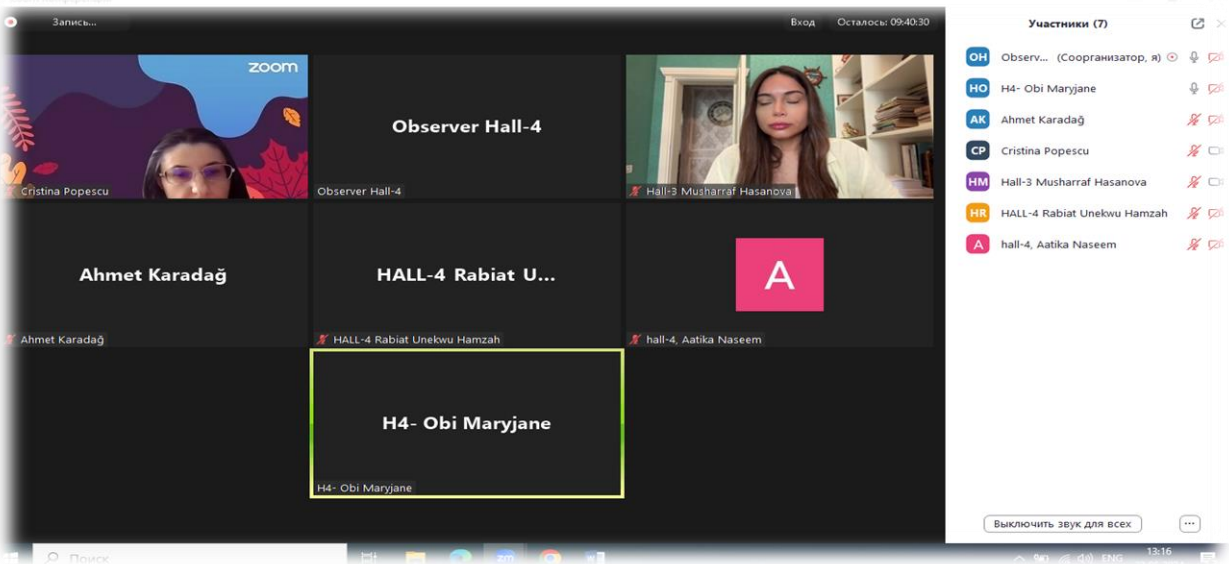 Запись...
Вход
Осталось: 09:40:30
zoom
Cristina Popescu
Observer Hall-4
Observer Hall-4
Hall-3 Musharraf Hasanova
Ahmet Karadağ
Ahmet Karadağ
HALL-4 Rabiat U...
HALL-4 Rabiat Unekwu Hamzah
A
hall-4, Aatika Naseem
H4- Obi Maryjane
H4- Obi Maryjane
Участники (7)
OH Observ... (Соорганизатор, я)
HO H4- Obi Maryjane
AK Ahmet Karadağ
CP Cristina Popescu
HM Hall-3 Musharraf Hasanova
HR HALL-4 Rabiat Unekwu Hamzah
A hall-4, Aatika Naseem
Выключить звук для всех
Поиск
zm
W
ENG
13:16